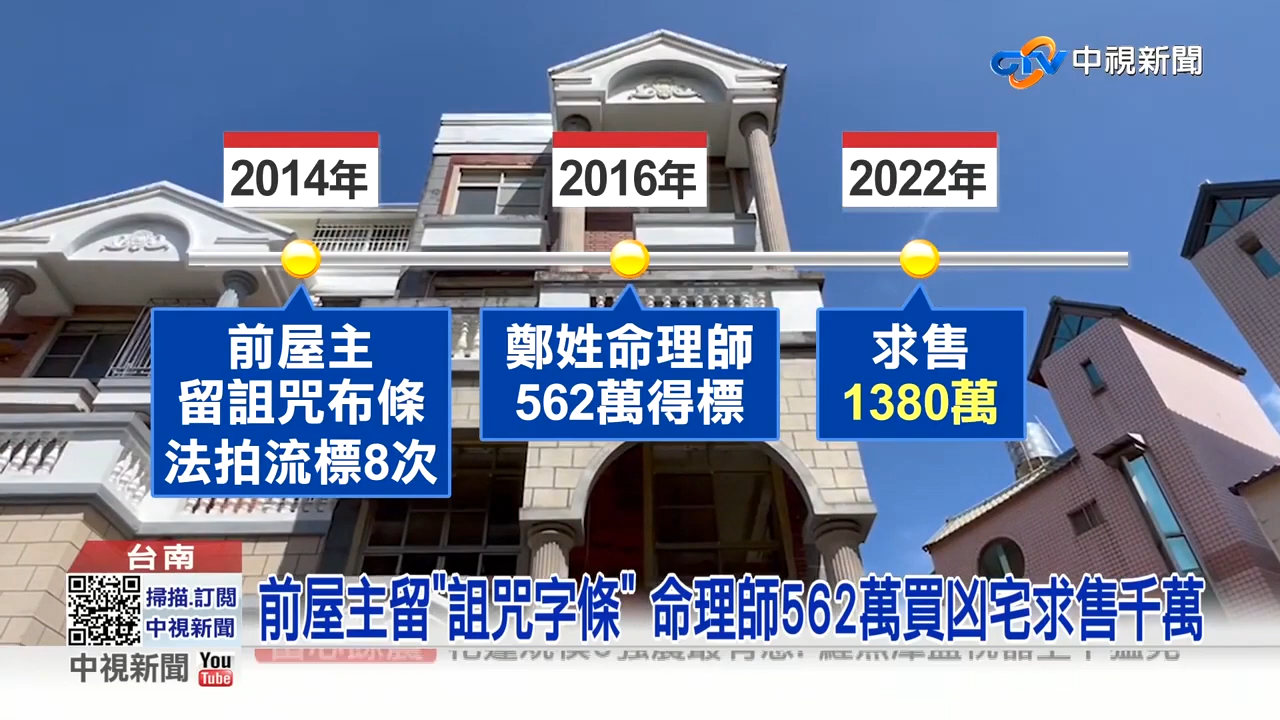 CTV 中視新聞
2014年
2016年
2022年
前屋主
留詛咒布條
法拍流標8次
鄭姓命理師
562萬得標
求售
1380萬
台南
掃描.訂閱
中視新聞
前屋主留"詛咒字條" 命理師562萬買凶宅求售千萬
中視新聞 You Tube